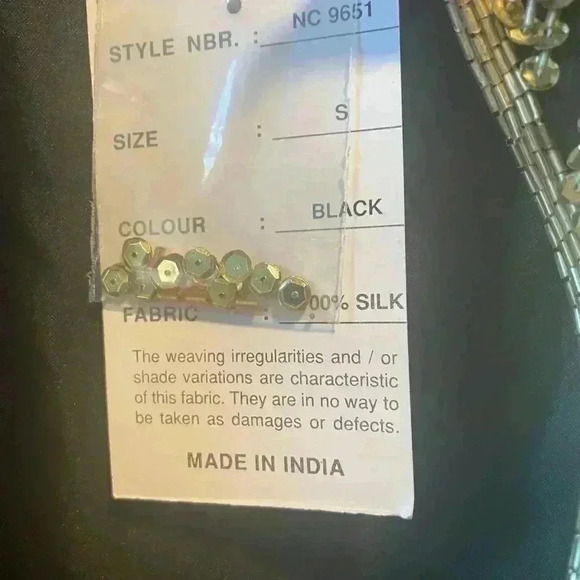 STYLE NBR. : NC 9651
SIZE : S
COLOUR : BLACK
FABRIC : 00% SILK
The weaving irregularities and / or
shade variations are characteristic
of this fabric. They are in no way to
be taken as damages or defects.
MADE IN INDIA